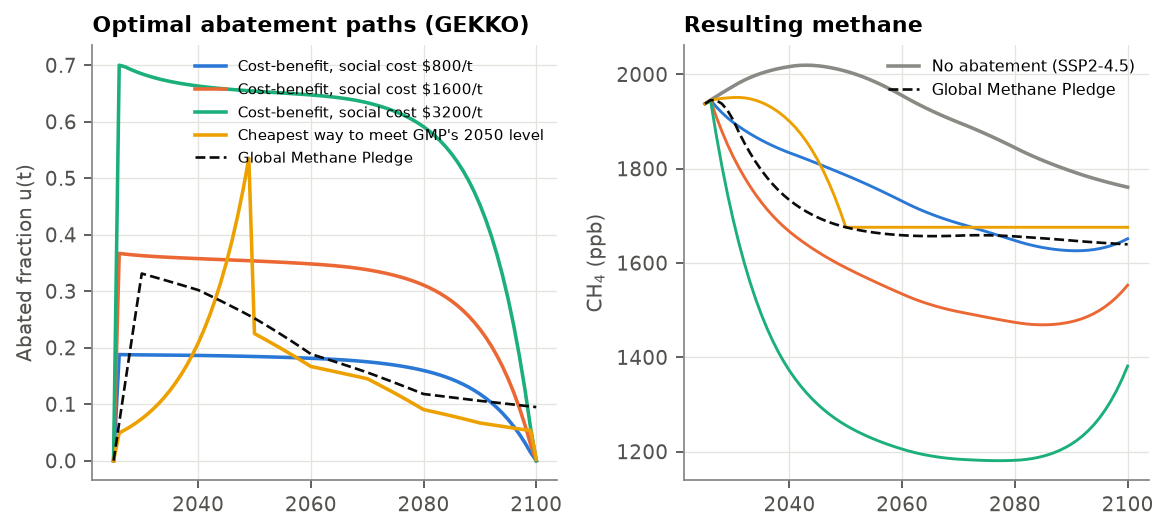 Optimal abatement paths (GEKKO)
Abated fraction u(t)
0.7
0.6
0.5
0.4
0.3
0.2
0.1
0.0
Cost-benefit, social cost $800/t
Cost-benefit, social cost $1600/t
Cost-benefit, social cost $3200/t
Cheapest way to meet GMP's 2050 level
Global Methane Pledge
2040
2060
2080
2100
Resulting methane
CH₄ (ppb)
2000
1800
1600
1400
1200
No abatement (SSP2-4.5)
Global Methane Pledge
2040
2060
2080
2100